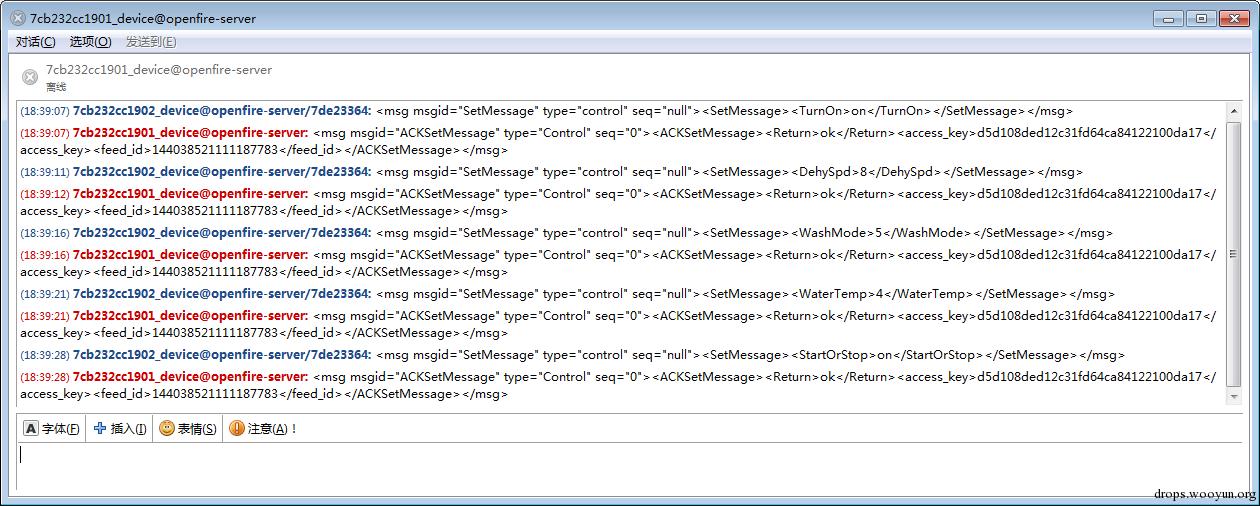 7cb232cc1901_device@openfire-server
对话(C) 选项(O) 发送到(E)
7cb232cc1901_device@openfire-server
离线
(18:39:07) 7cb232cc1902_device@openfire-server/7de23364: <msg msgid="SetMessage" type="control" seq="null"><SetMessage><TurnOn>on</TurnOn></SetMessage></msg>
(18:39:07) 7cb232cc1901_device@openfire-server: <msg msgid="ACKSetMessage" type="Control" seq="0"><ACKSetMessage><Return>ok</Return><access_key>d5d108ded12c31fd64ca84122100da17</
access_key><feed_id>144038521111187783</feed_id></ACKSetMessage></msg>
(18:39:11) 7cb232cc1902_device@openfire-server/7de23364: <msg msgid="SetMessage" type="control" seq="null"><SetMessage><DehySpd>8</DehySpd></SetMessage></msg>
(18:39:12) 7cb232cc1901_device@openfire-server: <msg msgid="ACKSetMessage" type="Control" seq="0"><ACKSetMessage><Return>ok</Return><access_key>d5d108ded12c31fd64ca84122100da17</
access_key><feed_id>144038521111187783</feed_id></ACKSetMessage></msg>
(18:39:16) 7cb232cc1902_device@openfire-server/7de23364: <msg msgid="SetMessage" type="control" seq="null"><SetMessage><WashMode>5</WashMode></SetMessage></msg>
(18:39:16) 7cb232cc1901_device@openfire-server: <msg msgid="ACKSetMessage" type="Control" seq="0"><ACKSetMessage><Return>ok</Return><access_key>d5d108ded12c31fd64ca84122100da17</
access_key><feed_id>144038521111187783</feed_id></ACKSetMessage></msg>
(18:39:21) 7cb232cc1902_device@openfire-server/7de23364: <msg msgid="SetMessage" type="control" seq="null"><SetMessage><WaterTemp>4</WaterTemp></SetMessage></msg>
(18:39:21) 7cb232cc1901_device@openfire-server: <msg msgid="ACKSetMessage" type="Control" seq="0"><ACKSetMessage><Return>ok</Return><access_key>d5d108ded12c31fd64ca84122100da17</
access_key><feed_id>144038521111187783</feed_id></ACKSetMessage></msg>
(18:39:28) 7cb232cc1902_device@openfire-server/7de23364: <msg msgid="SetMessage" type="control" seq="null"><SetMessage><StartOrStop>on</StartOrStop></SetMessage></msg>
(18:39:28) 7cb232cc1901_device@openfire-server: <msg msgid="ACKSetMessage" type="Control" seq="0"><ACKSetMessage><Return>ok</Return><access_key>d5d108ded12c31fd64ca84122100da17</
access_key><feed_id>144038521111187783</feed_id></ACKSetMessage></msg>
A 字体(F) 插入(I) 表情(S) 注意(A)！
drops.wooyun.org